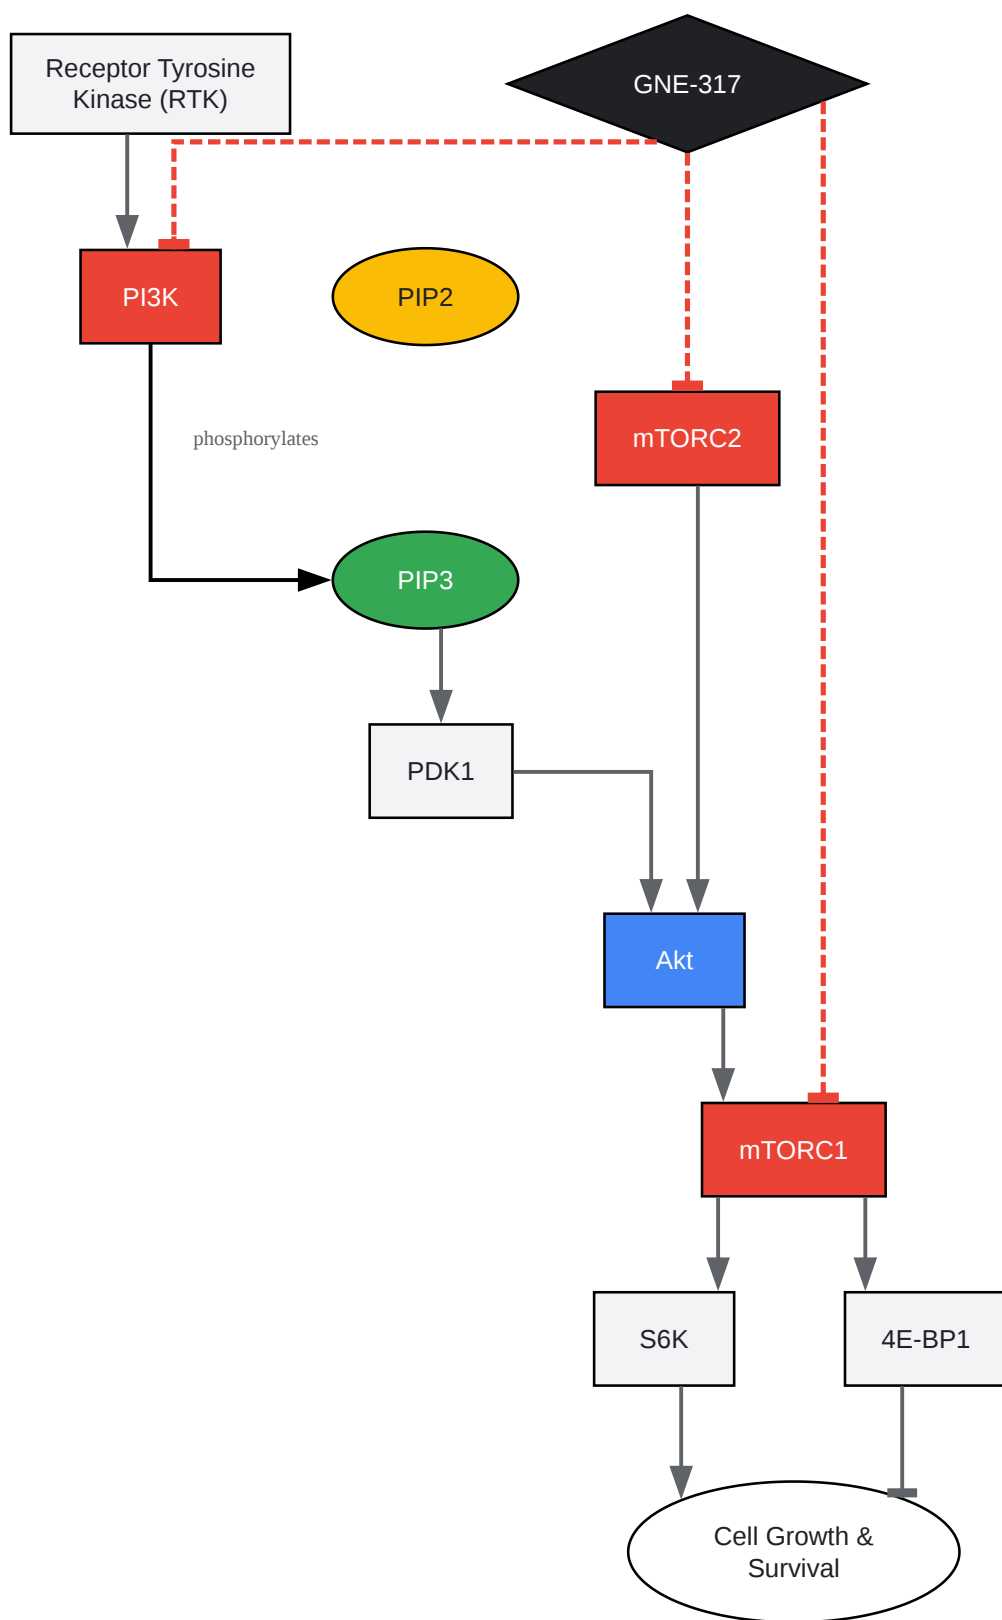 Receptor Tyrosine
Kinase (RTK)
GNE-317
PI3K
PIP2
mTORC2
phosphorylates
PIP3
PDK1
Akt
mTORC1
S6K
4E-BP1
Cell Growth &
Survival